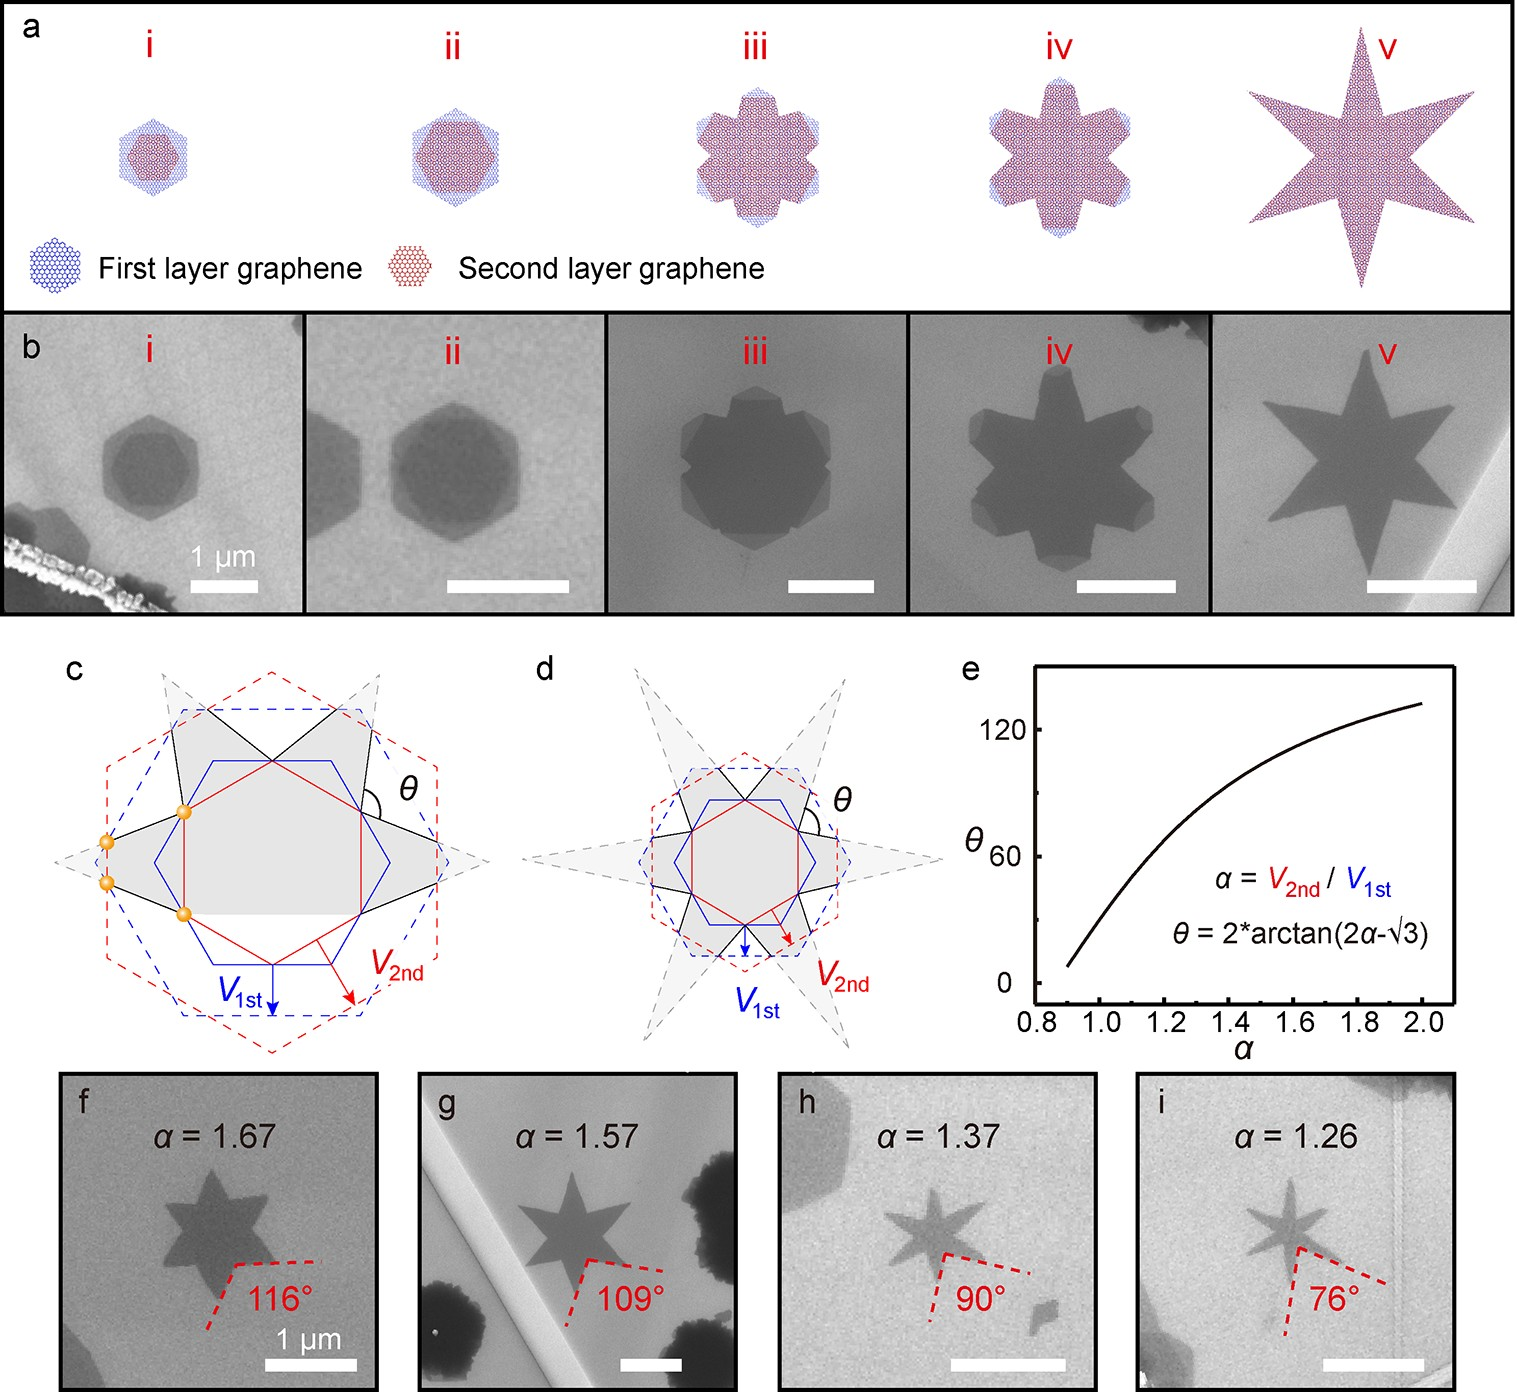 a
i
ii
iii
iv
v
First layer graphene
Second layer graphene
b
i
ii
iii
iv
v
1 μm
c
θ
V1st
V2nd
d
θ
V1st
V2nd
e
120
60
0
θ
α = V2nd / V1st
θ = 2*arctan(2α-√3)
0.8 1.0 1.2 1.4 1.6 1.8 2.0
α
f
α = 1.67
116°
1 μm
g
α = 1.57
109°
h
α = 1.37
90°
i
α = 1.26
76°